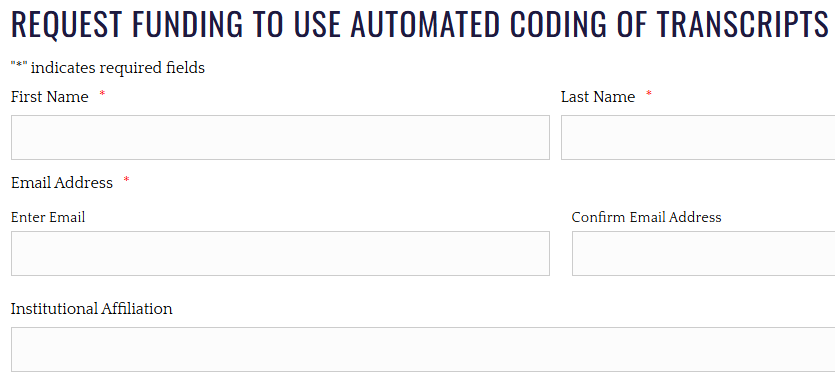 REQUEST FUNDING TO USE AUTOMATED CODING OF TRANSCRIPTS
"*" indicates required fields
First Name * Last Name *
Email Address *
Enter Email Confirm Email Address
Institutional Affiliation